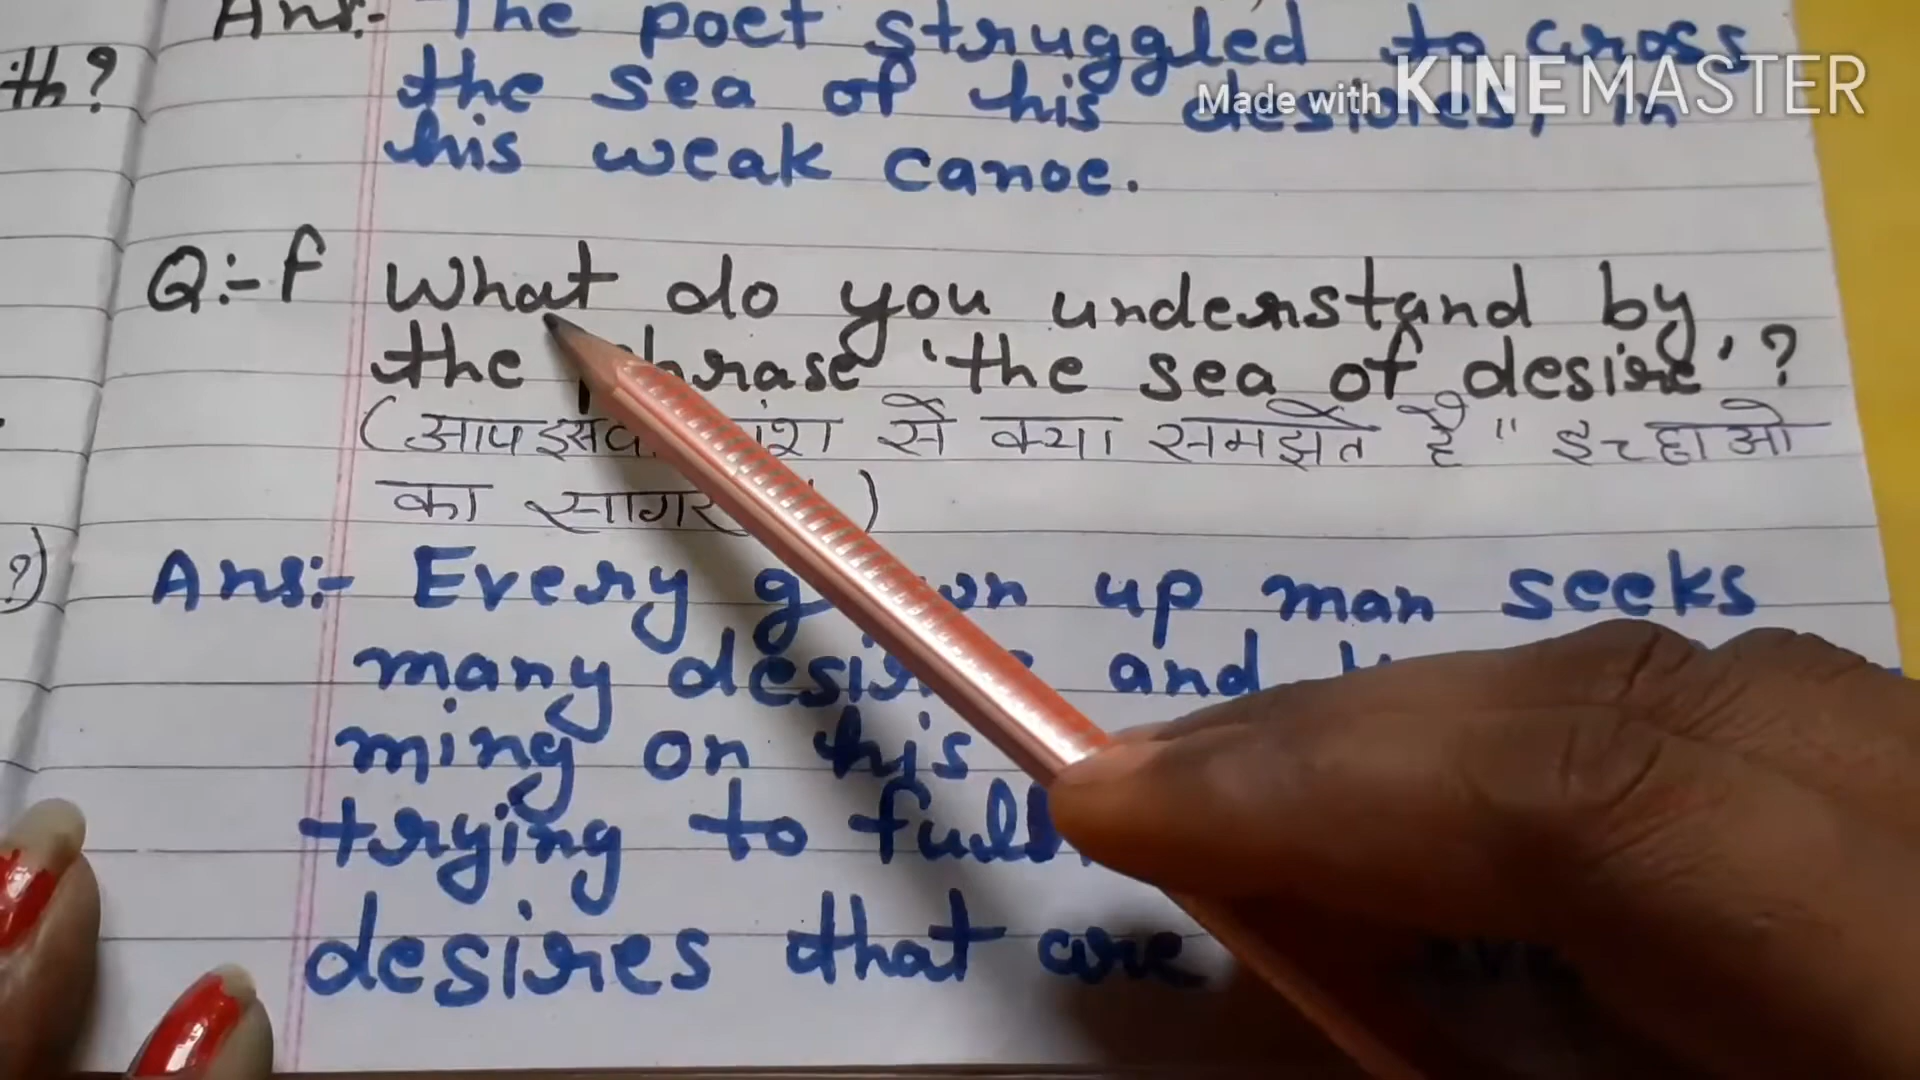 Ans:- The poet struggled to cross
th?
the sea of his desires, in
Made with KINEMASTER
his weak canoe.
Q:-f What do you understand by
the phrase 'the sea of desire'?
(आप इस से क्या समझते है " इच्छाओ
का सागर )
?)
Ans:- Every up man seeks
many and
ming on his
trying to
desires that are